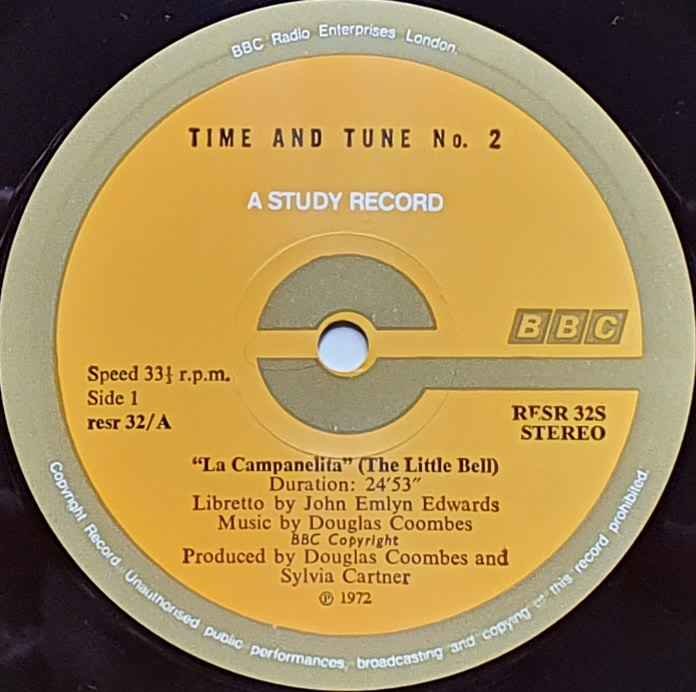 BBC Radio Enterprises London.
TIME AND TUNE No. 2
A STUDY RECORD
BBC
Speed 33⅓ r.p.m.
Side 1
resr 32/A
RESR 32S
STEREO
“La Campanelita” (The Little Bell)
Duration: 24′53″
Libretto by John Emlyn Edwards
Music by Douglas Coombes
BBC Copyright
Produced by Douglas Coombes and
Sylvia Cartner
℗ 1972
Copyright Record. Unauthorised public performances, broadcasting and copying of this record prohibited.